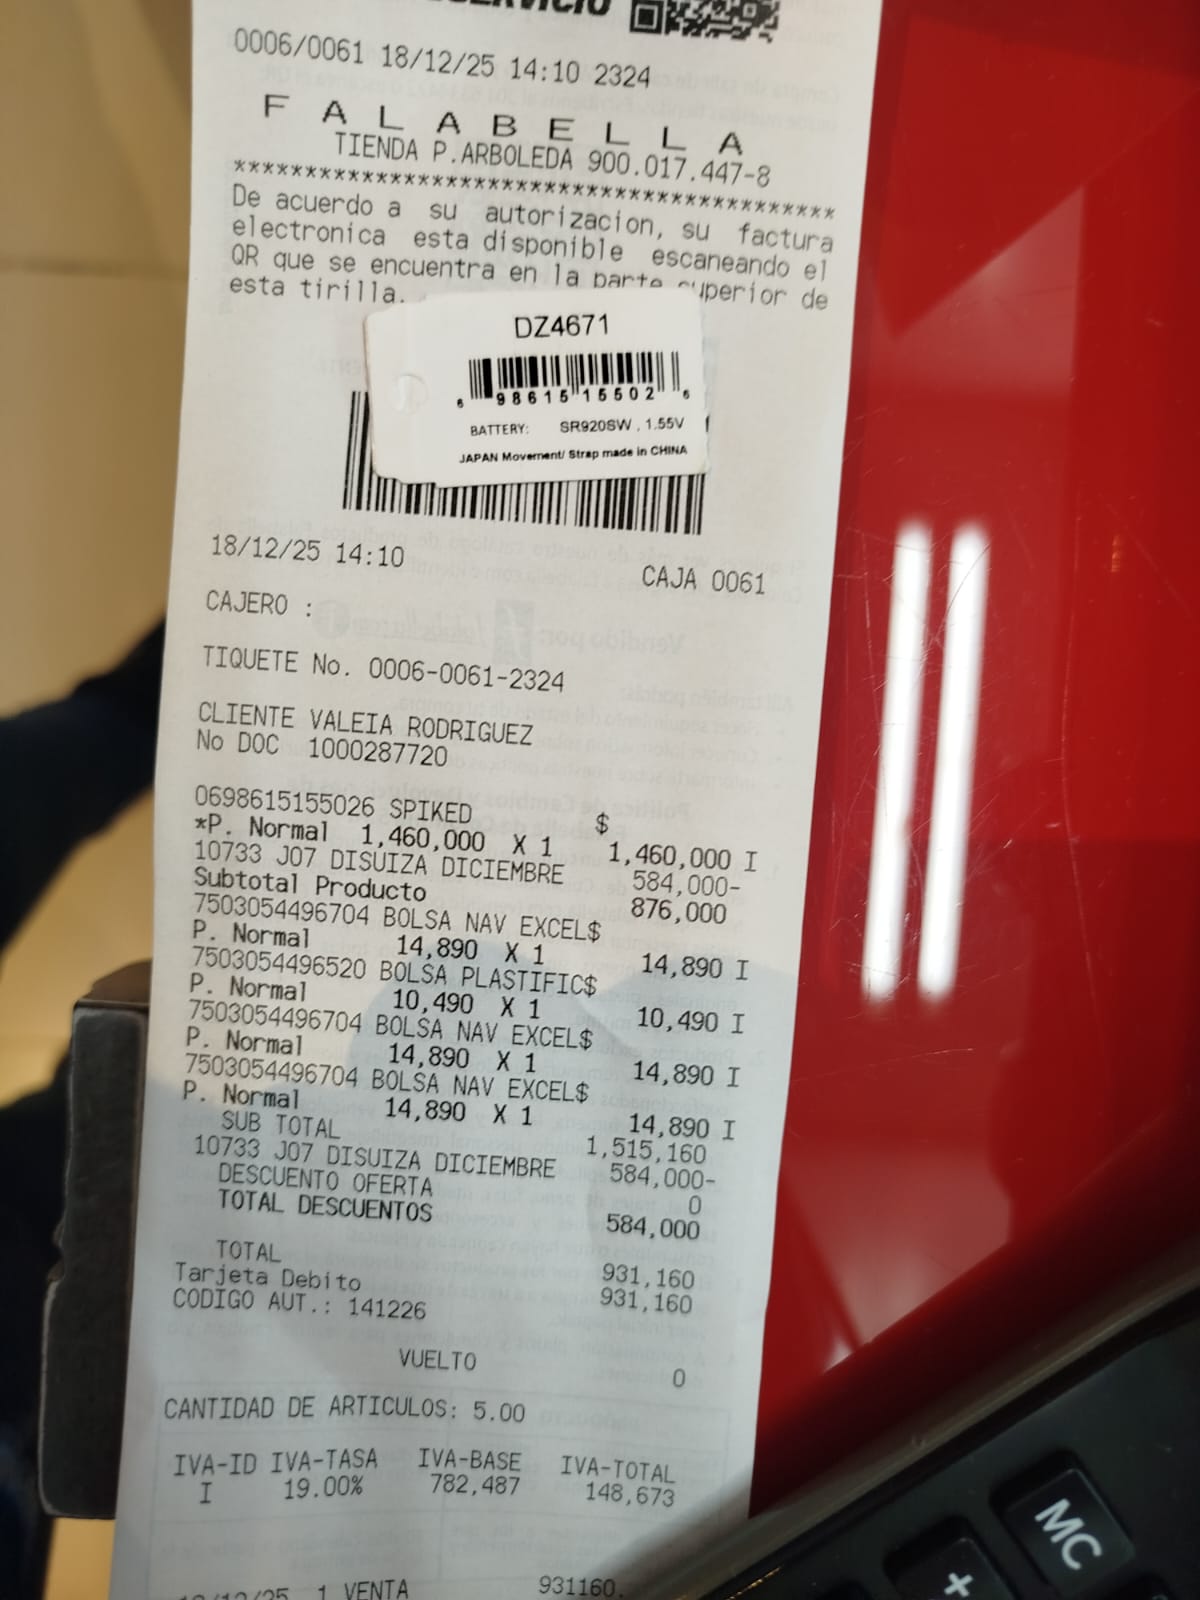 SERVICIO
0006/0061 18/12/25 14:10 2324
F A L A B E L L A
TIENDA P.ARBOLEDA 900.017.447-8
******************************************
De acuerdo a su autorizacion, su factura
electronica esta disponible escaneando el
QR que se encuentra en la parte superior de
esta tirilla.
DZ4671
6 98615 15502 6
BATTERY: SR920SW , 1.55V
JAPAN Movement/ Strap made in CHINA
18/12/25 14:10 CAJA 0061
CAJERO :
TIQUETE No. 0006-0061-2324
CLIENTE VALEIA RODRIGUEZ
No DOC 1000287720
0698615155026 SPIKED $
*P. Normal 1,460,000 X 1 1,460,000 I
10733 J07 DISUIZA DICIEMBRE 584,000-
Subtotal Producto 876,000
7503054496704 BOLSA NAV EXCEL$
P. Normal 14,890 X 1 14,890 I
7503054496520 BOLSA PLASTIFIC$
P. Normal 10,490 X 1 10,490 I
7503054496704 BOLSA NAV EXCEL$
P. Normal 14,890 X 1 14,890 I
7503054496704 BOLSA NAV EXCEL$
P. Normal 14,890 X 1 14,890 I
SUB TOTAL 1,515,160
10733 J07 DISUIZA DICIEMBRE 584,000-
DESCUENTO OFERTA 0
TOTAL DESCUENTOS 584,000
TOTAL 931,160
Tarjeta Debito 931,160
CODIGO AUT.: 141226
VUELTO 0
CANTIDAD DE ARTICULOS: 5.00
IVA-ID IVA-TASA IVA-BASE IVA-TOTAL
I 19.00% 782,487 148,673
18/12/25 1 VENTA 931160.
MC
+